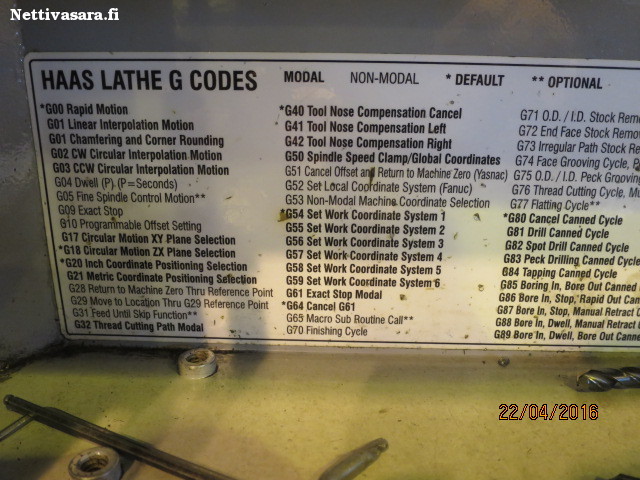 Nettivasara.fi
HAAS LATHE G CODES MODAL NON-MODAL * DEFAULT ** OPTIONAL
*G00 Rapid Motion
G01 Linear Interpolation Motion
G01 Chamfering and Corner Rounding
G02 CW Circular Interpolation Motion
G03 CCW Circular Interpolation Motion
G04 Dwell (P) (P=Seconds)
G05 Fine Spindle Control Motion**
G09 Exact Stop
G10 Programmable Offset Setting
G17 Circular Motion XY Plane Selection
*G18 Circular Motion ZX Plane Selection
*G20 Inch Coordinate Positioning Selection
G21 Metric Coordinate Positioning Selection
G28 Return to Machine Zero Thru Reference Point
G29 Move to Location Thru G29 Reference Point
G31 Feed Until Skip Function**
G32 Thread Cutting Path Modal
*G40 Tool Nose Compensation Cancel
G41 Tool Nose Compensation Left
G42 Tool Nose Compensation Right
G50 Spindle Speed Clamp/Global Coordinates
G51 Cancel Offset and Return to Machine Zero (Yasnac)
G52 Set Local Coordinate System (Fanuc)
G53 Non-Modal Machine Coordinate Selection
*G54 Set Work Coordinate System 1
G55 Set Work Coordinate System 2
G56 Set Work Coordinate System 3
G57 Set Work Coordinate System 4
G58 Set Work Coordinate System 5
G59 Set Work Coordinate System 6
G61 Exact Stop Modal
*G64 Cancel G61
G65 Macro Sub Routine Call**
G70 Finishing Cycle
G71 O.D. / I.D. Stock Remo
G72 End Face Stock Remo
G73 Irregular Path Stock Re
G74 Face Grooving Cycle, P
G75 O.D. / I.D. Peck Groovin
G76 Thread Cutting Cycle, Mu
G77 Flatting Cycle**
*G80 Cancel Canned Cycle
G81 Drill Canned Cycle
G82 Spot Drill Canned Cycle
G83 Peck Drilling Canned Cycle
G84 Tapping Canned Cycle
G85 Boring In, Bore Out Canned
G86 Bore In, Stop, Rapid Out Can
G87 Bore In, Stop, Manual Retract C
G88 Bore In, Dwell, Manual Retract
G89 Bore In, Dwell, Bore Out Canne
22/04/2016